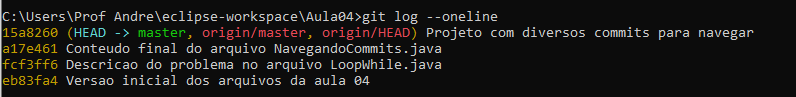 C:\Users\Prof Andre\eclipse-workspace\Aula04>git log --oneline
15a8260 (HEAD -> master, origin/master, origin/HEAD) Projeto com diversos commits para navegar
a17e461 Conteudo final do arquivo NavegandoCommits.java
fcf3ff6 Descricao do problema no arquivo LoopWhile.java
eb83fa4 Versao inicial dos arquivos da aula 04